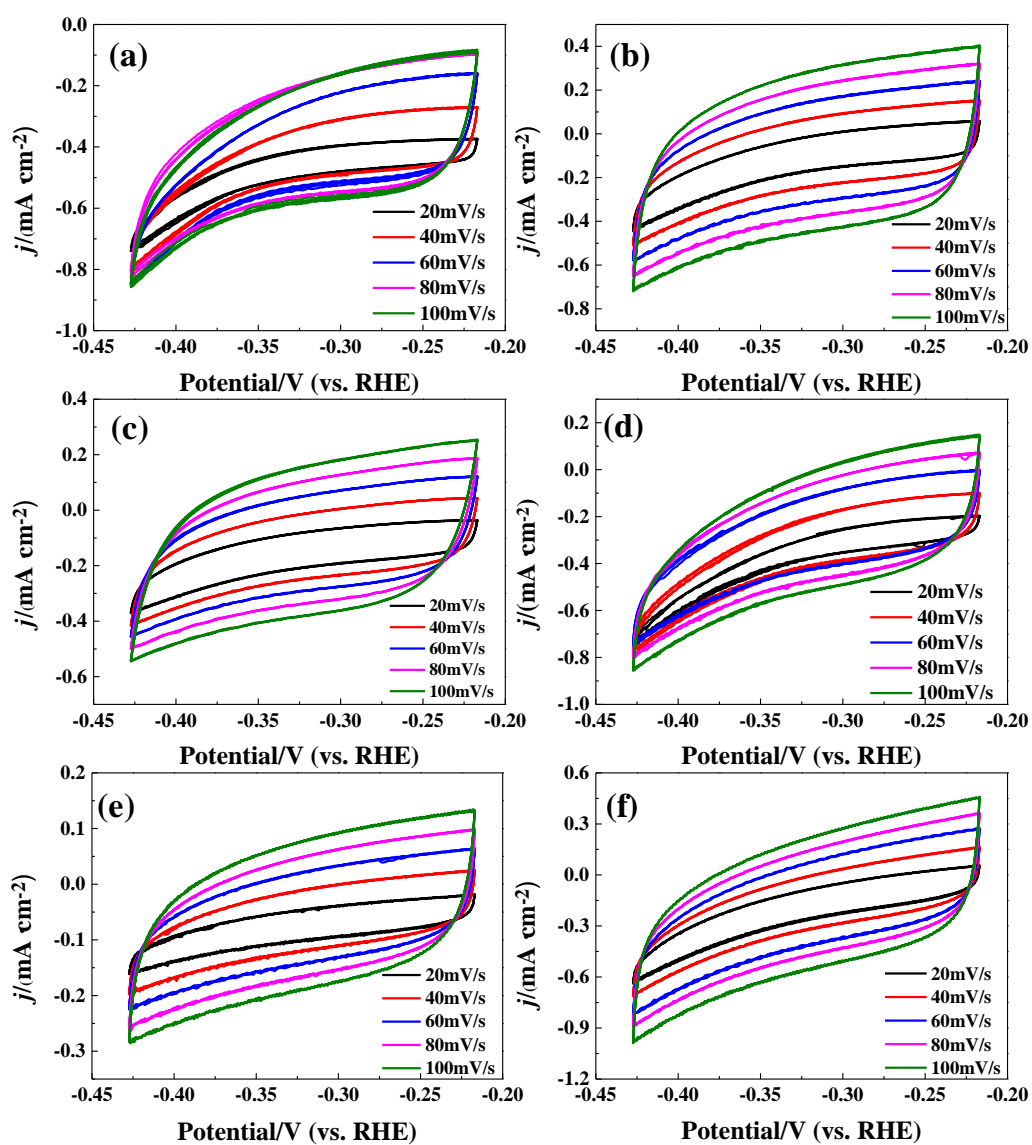 (a)
j/(mA cm-2)
0.0
-0.2
-0.4
-0.6
-0.8
-1.0
20mV/s
40mV/s
60mV/s
80mV/s
100mV/s
-0.45 -0.40 -0.35 -0.30 -0.25 -0.20
Potential/V (vs. RHE)
(b)
j/(mA cm-2)
0.4
0.2
0.0
-0.2
-0.4
-0.6
-0.8
20mV/s
40mV/s
60mV/s
80mV/s
100mV/s
-0.45 -0.40 -0.35 -0.30 -0.25 -0.20
Potential/V (vs. RHE)
(c)
j/(mA cm-2)
0.4
0.2
0.0
-0.2
-0.4
-0.6
20mV/s
40mV/s
60mV/s
80mV/s
100mV/s
-0.45 -0.40 -0.35 -0.30 -0.25 -0.20
Potential/V (vs. RHE)
(d)
j/((mA cm-2)
0.2
0.0
-0.2
-0.4
-0.6
-0.8
-1.0
20mV/s
40mV/s
60mV/s
80mV/s
100mV/s
-0.45 -0.40 -0.35 -0.30 -0.25 -0.20
Potential/V (vs. RHE)
(e)
j/(mA cm-2)
0.2
0.1
0.0
-0.1
-0.2
-0.3
20mV/s
40mV/s
60mV/s
80mV/s
100mV/s
-0.45 -0.40 -0.35 -0.30 -0.25 -0.20
Potential/V (vs. RHE)
(f)
j/(mA cm-2)
0.6
0.3
0.0
-0.3
-0.6
-0.9
-1.2
20mV/s
40mV/s
60mV/s
80mV/s
100mV/s
-0.45 -0.40 -0.35 -0.30 -0.25 -0.20
Potential/V (vs. RHE)